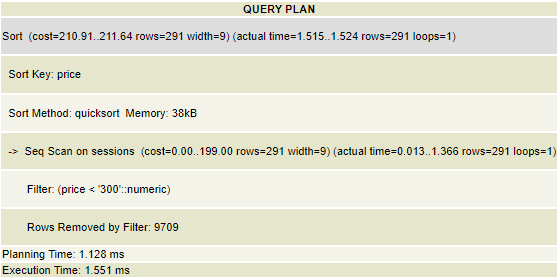 QUERY PLAN
Sort (cost=210.91..211.64 rows=291 width=9) (actual time=1.515..1.524 rows=291 loops=1)
Sort Key: price
Sort Method: quicksort Memory: 38kB
-> Seq Scan on sessions (cost=0.00..199.00 rows=291 width=9) (actual time=0.013..1.366 rows=291 loops=1)
Filter: (price < '300'::numeric)
Rows Removed by Filter: 9709
Planning Time: 1.128 ms
Execution Time: 1.551 ms